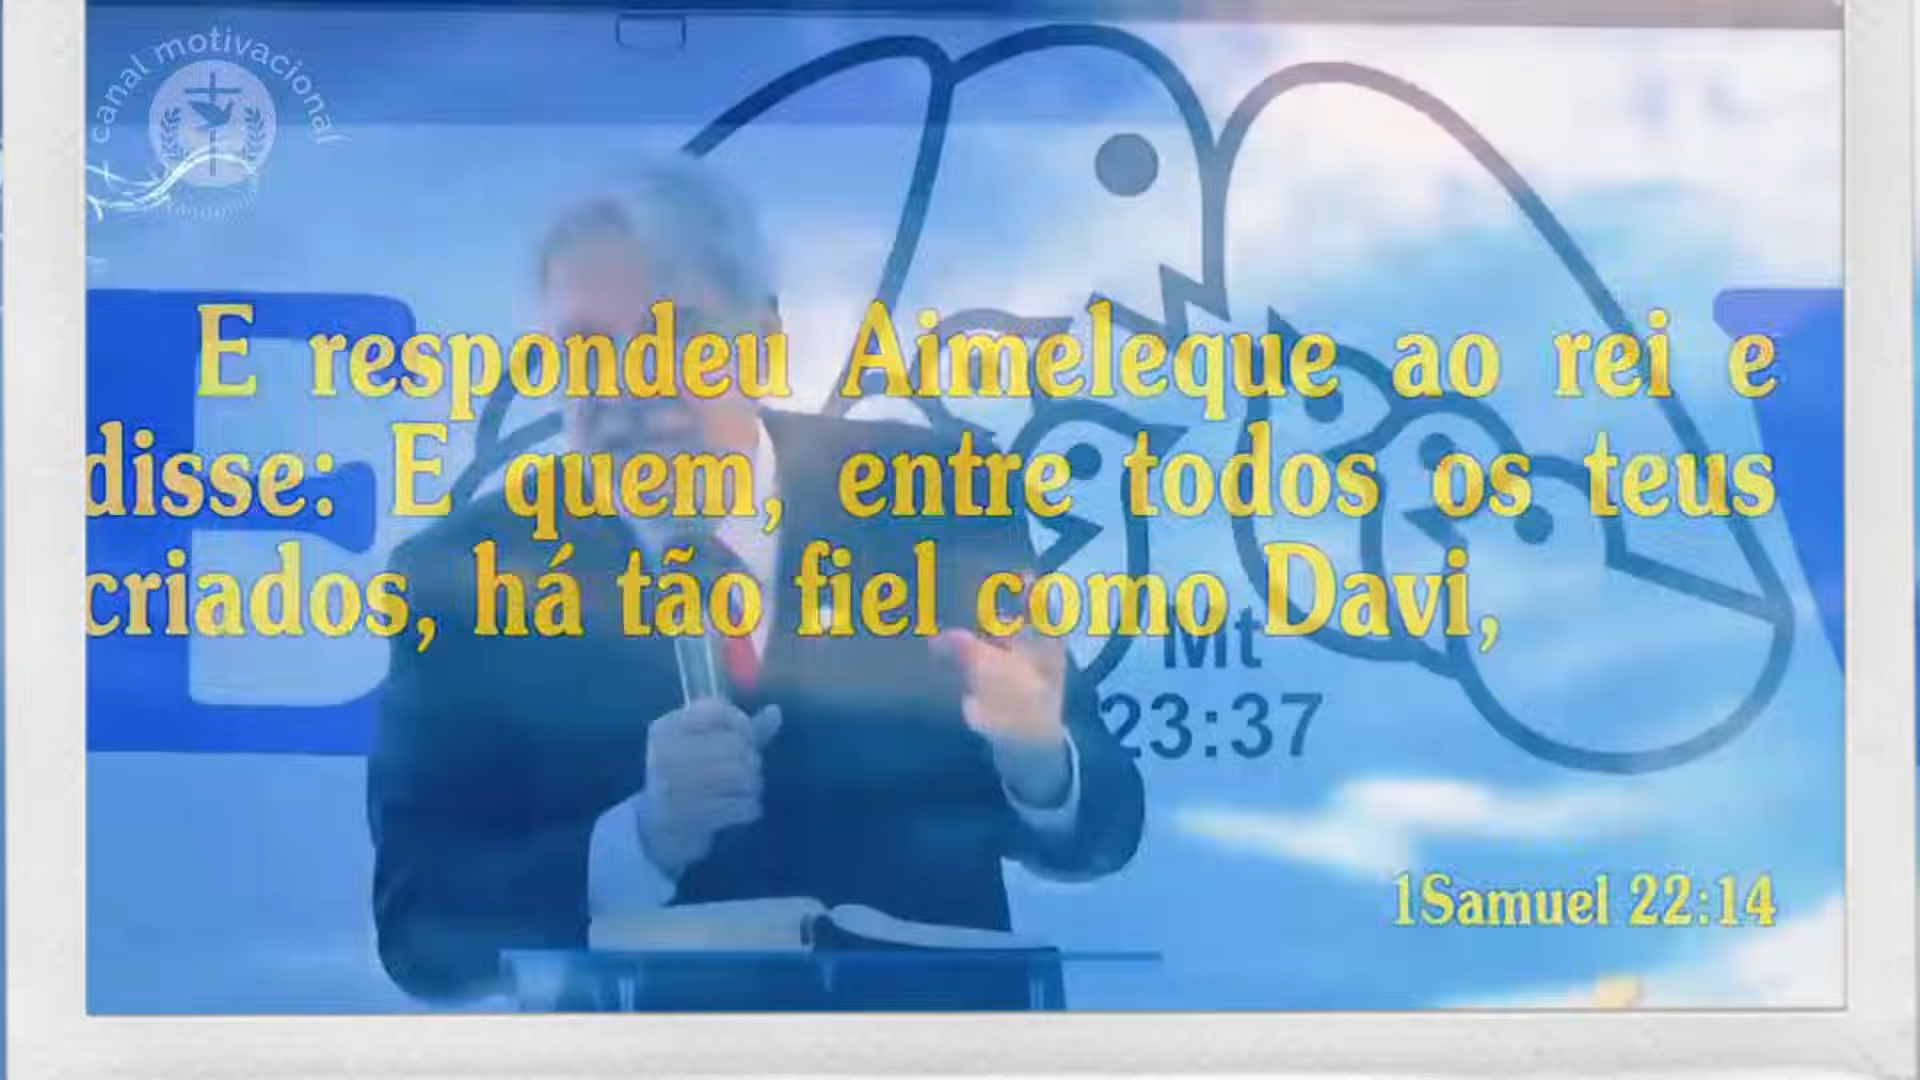 canal motivacional
E respondeu Aimeleque ao rei e
disse: E quem, entre todos os teus
criados, há tão fiel como Davi,
Mt
23:37
1Samuel 22:14